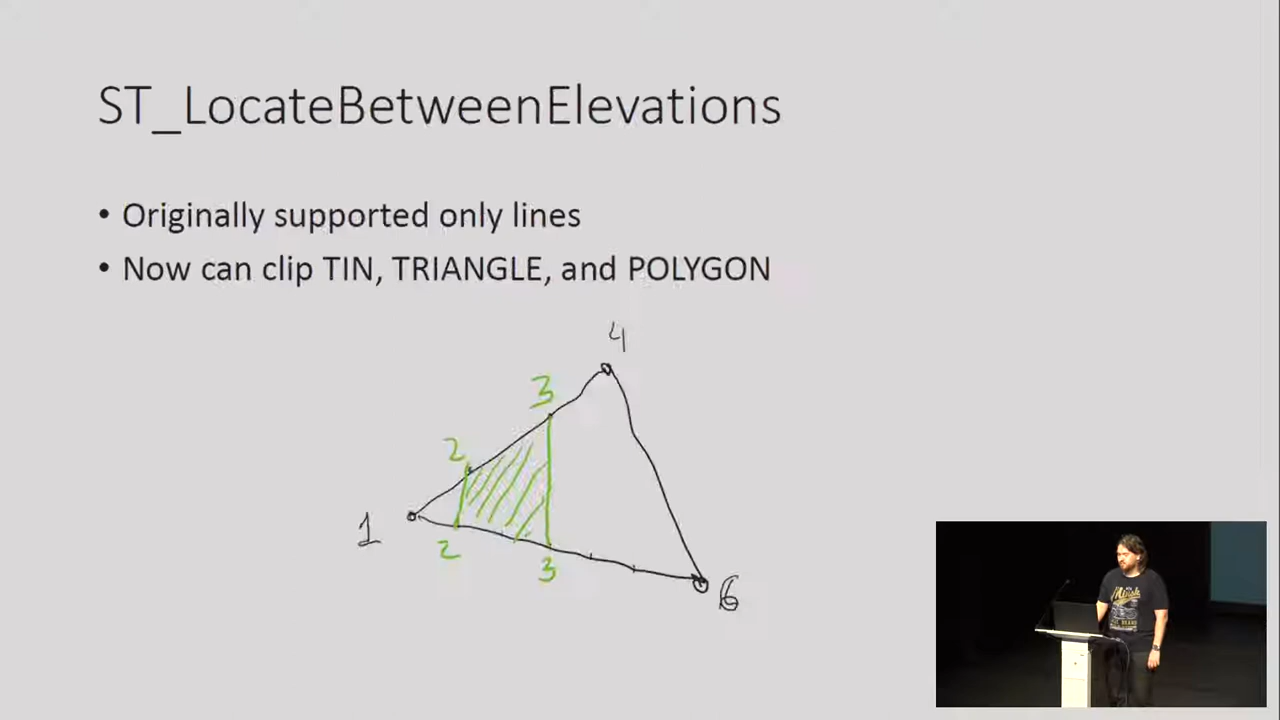 ST_LocateBetweenElevations
• Originally supported only lines
• Now can clip TIN, TRIANGLE, and POLYGON
4
3
2
1
2
3
6